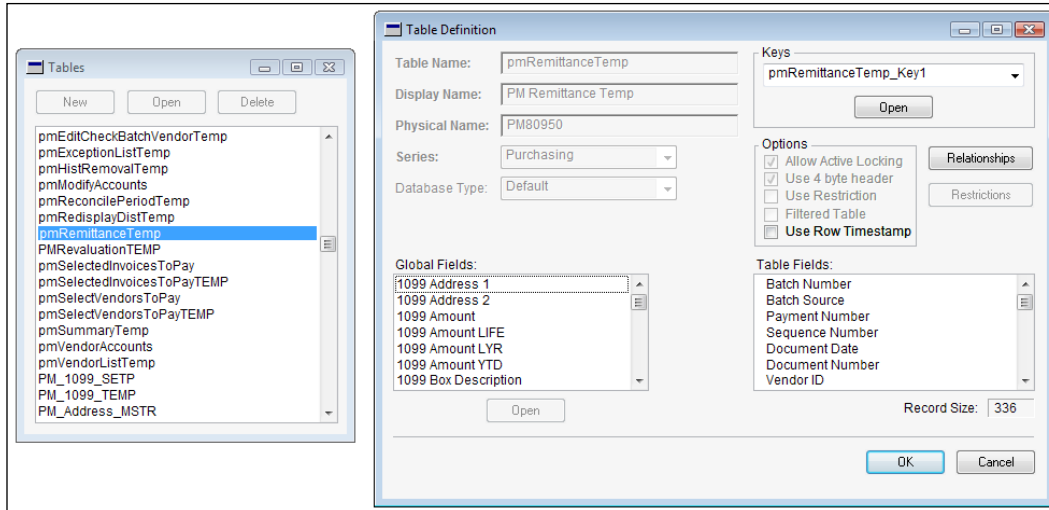 Tables
New Open Delete
pmEditCheckBatchVendorTemp
pmExceptionListTemp
pmHistRemovalTemp
pmModifyAccounts
pmReconcilePeriodTemp
pmRedisplayDistTemp
pmRemittanceTemp
PMRevaluationTEMP
pmSelectedInvoicesToPay
pmSelectedInvoicesToPayTEMP
pmSelectVendorsToPay
pmSelectVendorsToPayTEMP
pmSummaryTemp
pmVendorAccounts
pmVendorListTemp
PM_1099_SETP
PM_1099_TEMP
PM_Address_MSTR
Table Definition
Table Name: pmRemittanceTemp
Display Name: PM Remittance Temp
Physical Name: PM80950
Series: Purchasing
Database Type: Default
Keys
pmRemittanceTemp_Key1
Open
Options
Allow Active Locking
Use 4 byte header
Use Restriction
Filtered Table
Use Row Timestamp
Relationships
Restrictions
Global Fields:
1099 Address 1
1099 Address 2
1099 Amount
1099 Amount LIFE
1099 Amount LYR
1099 Amount YTD
1099 Box Description
Open
Table Fields:
Batch Number
Batch Source
Payment Number
Sequence Number
Document Date
Document Number
Vendor ID
Record Size: 336
OK Cancel